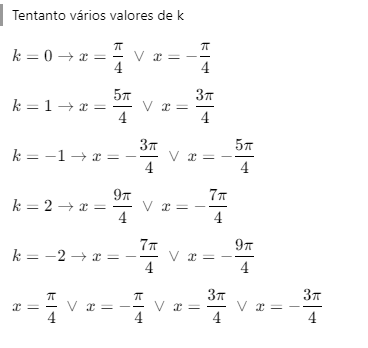 Tentanto vários valores de k
k = 0 → x = π/4 ∨ x = −π/4
k = 1 → x = 5π/4 ∨ x = 3π/4
k = −1 → x = −3π/4 ∨ x = −5π/4
k = 2 → x = 9π/4 ∨ x = −7π/4
k = −2 → x = −7π/4 ∨ x = −9π/4
x = π/4 ∨ x = −π/4 ∨ x = 3π/4 ∨ x = −3π/4